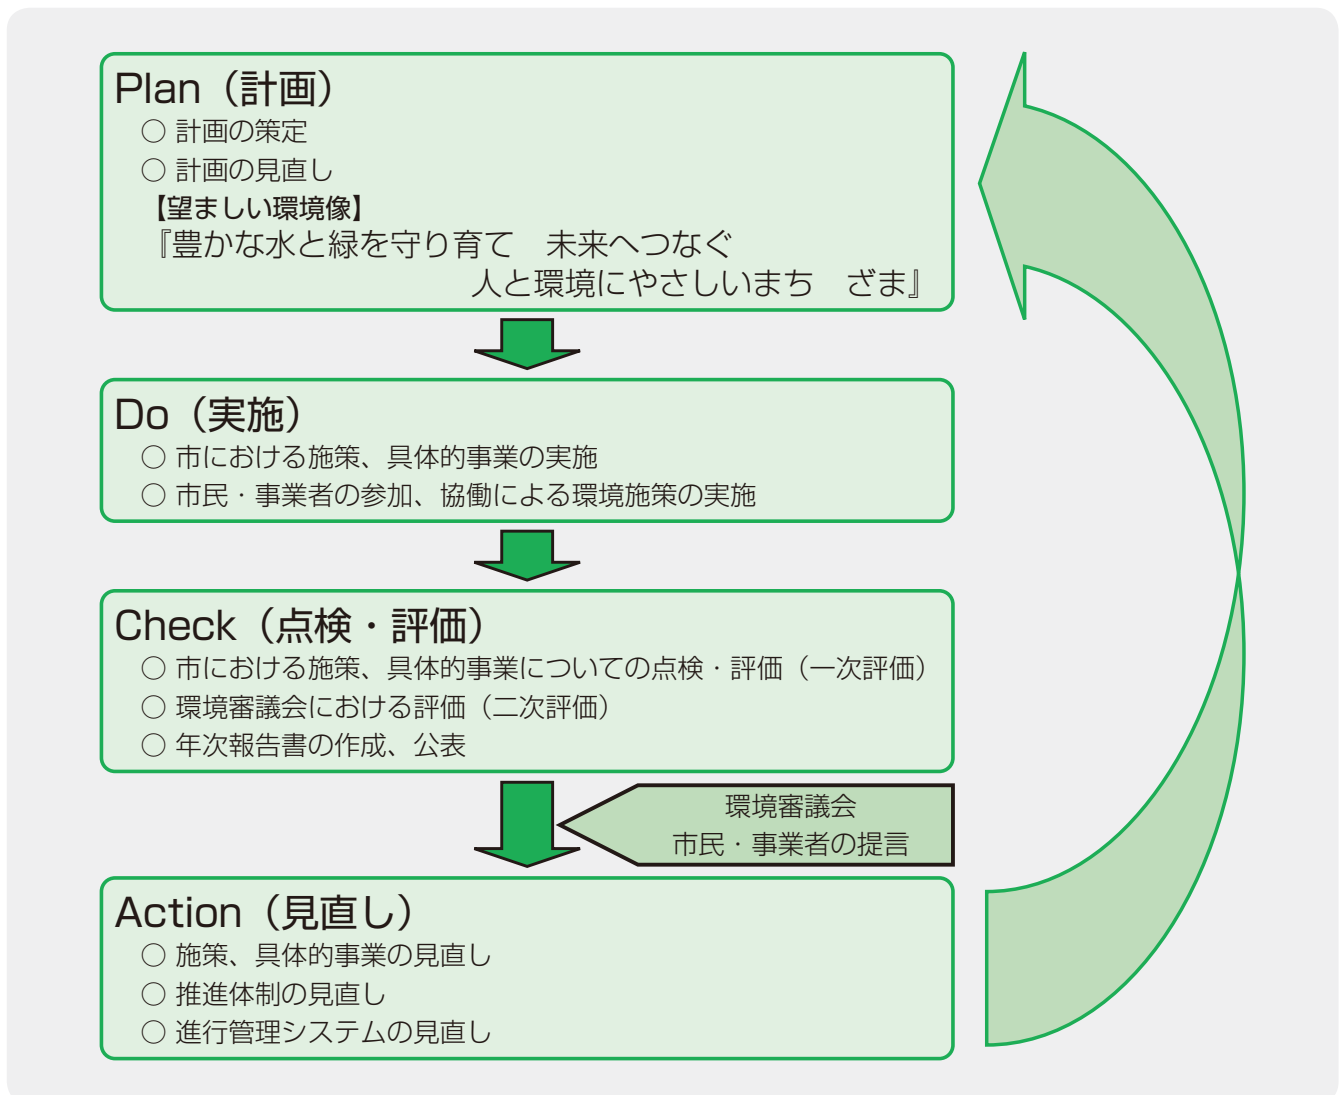 Plan（計画）
○ 計画の策定
○ 計画の見直し
【望ましい環境像】
『豊かな水と緑を守り育て　未来へつなぐ
人と環境にやさしいまち　ざま』
Do（実施）
○ 市における施策、具体的事業の実施
○ 市民・事業者の参加、協働による環境施策の実施
Check（点検・評価）
○ 市における施策、具体的事業についての点検・評価（一次評価）
○ 環境審議会における評価（二次評価）
○ 年次報告書の作成、公表
環境審議会
市民・事業者の提言
Action（見直し）
○ 施策、具体的事業の見直し
○ 推進体制の見直し
○ 進行管理システムの見直し